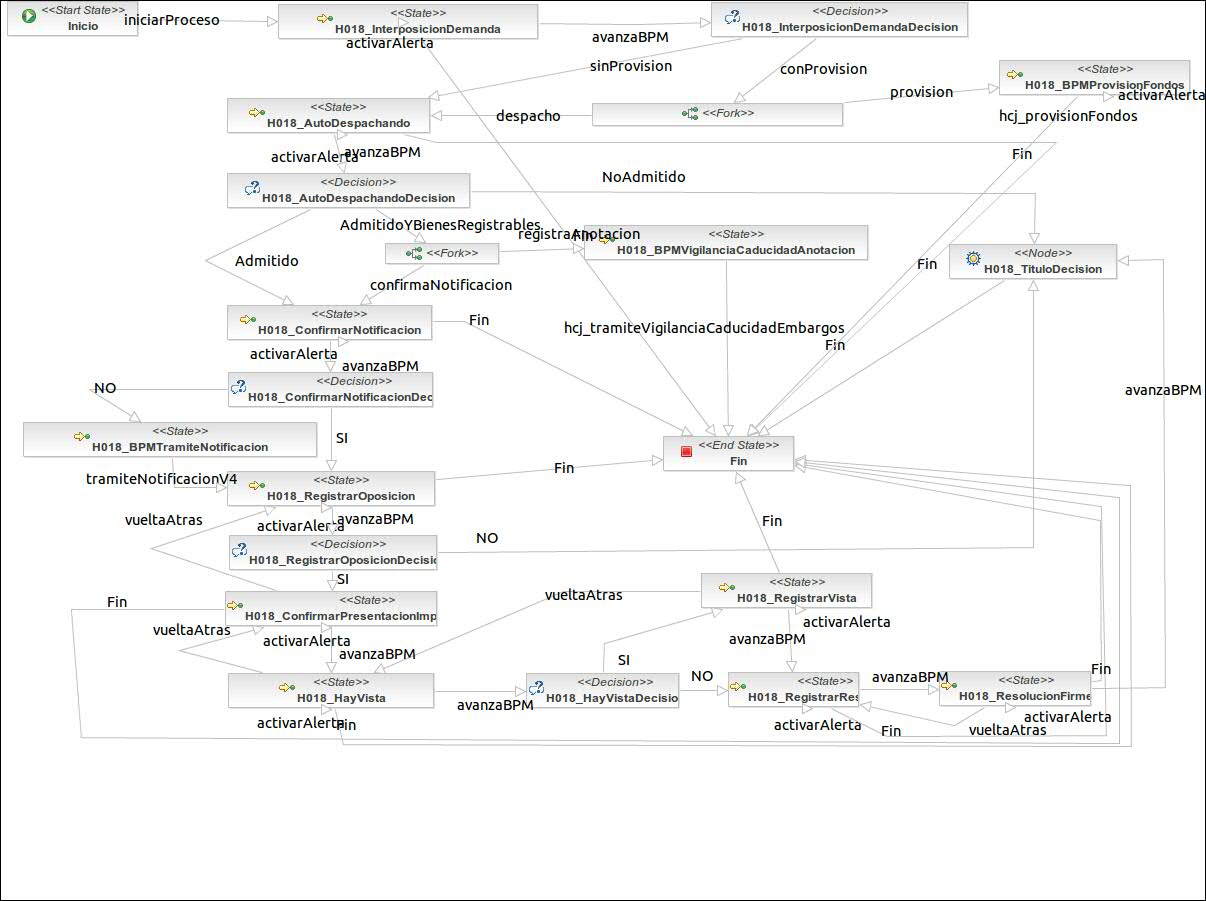 <<Start State>>
Inicio
iniciarProceso
<<State>>
H018_InterposicionDemanda
activarAlerta
avanzaBPM
<<Decision>>
H018_InterposicionDemandaDecision
sinProvision
conProvision
<<State>>
H018_BPMProvisionFondos
activarAlerta
provision
hcj_provisionFondos
<<Fork>>
despacho
<<State>>
H018_AutoDespachando
activarAlerta
avanzaBPM
Fin
<<Decision>>
H018_AutoDespachandoDecision
NoAdmitido
AdmitidoYBienesRegistrables
Admitido
<<Fork>>
registraAnotacion
Fin
<<State>>
H018_BPMVigilanciaCaducidadAnotacion
<<Node>>
H018_TituloDecision
Fin
confirmaNotificacion
<<State>>
H018_ConfirmarNotificacion
Fin
hcj_tramiteVigilanciaCaducidadEmbargos
Fin
activarAlerta
avanzaBPM
<<Decision>>
H018_ConfirmarNotificacionDec
NO
avanzaBPM
SI
<<State>>
H018_BPMTramiteNotificacion
<<End State>>
Fin
tramiteNotificacionV4
<<State>>
H018_RegistrarOposicion
Fin
vueltaAtras
activarAlerta
avanzaBPM
Fin
<<Decision>>
H018_RegistrarOposicionDecisio
NO
SI
<<State>>
H018_ConfirmarPresentacionImp
Fin
vueltaAtras
activarAlerta
avanzaBPM
<<State>>
H018_RegistrarVista
vueltaAtras
activarAlerta
avanzaBPM
SI
<<State>>
H018_HayVista
avanzaBPM
<<Decision>>
H018_HayVistaDecisio
NO
<<State>>
H018_RegistrarRes
avanzaBPM
<<State>>
H018_ResolucionFirme
Fin
activarAlerta
Fin
activarAlerta
Fin
vueltaAtras
activarAlerta